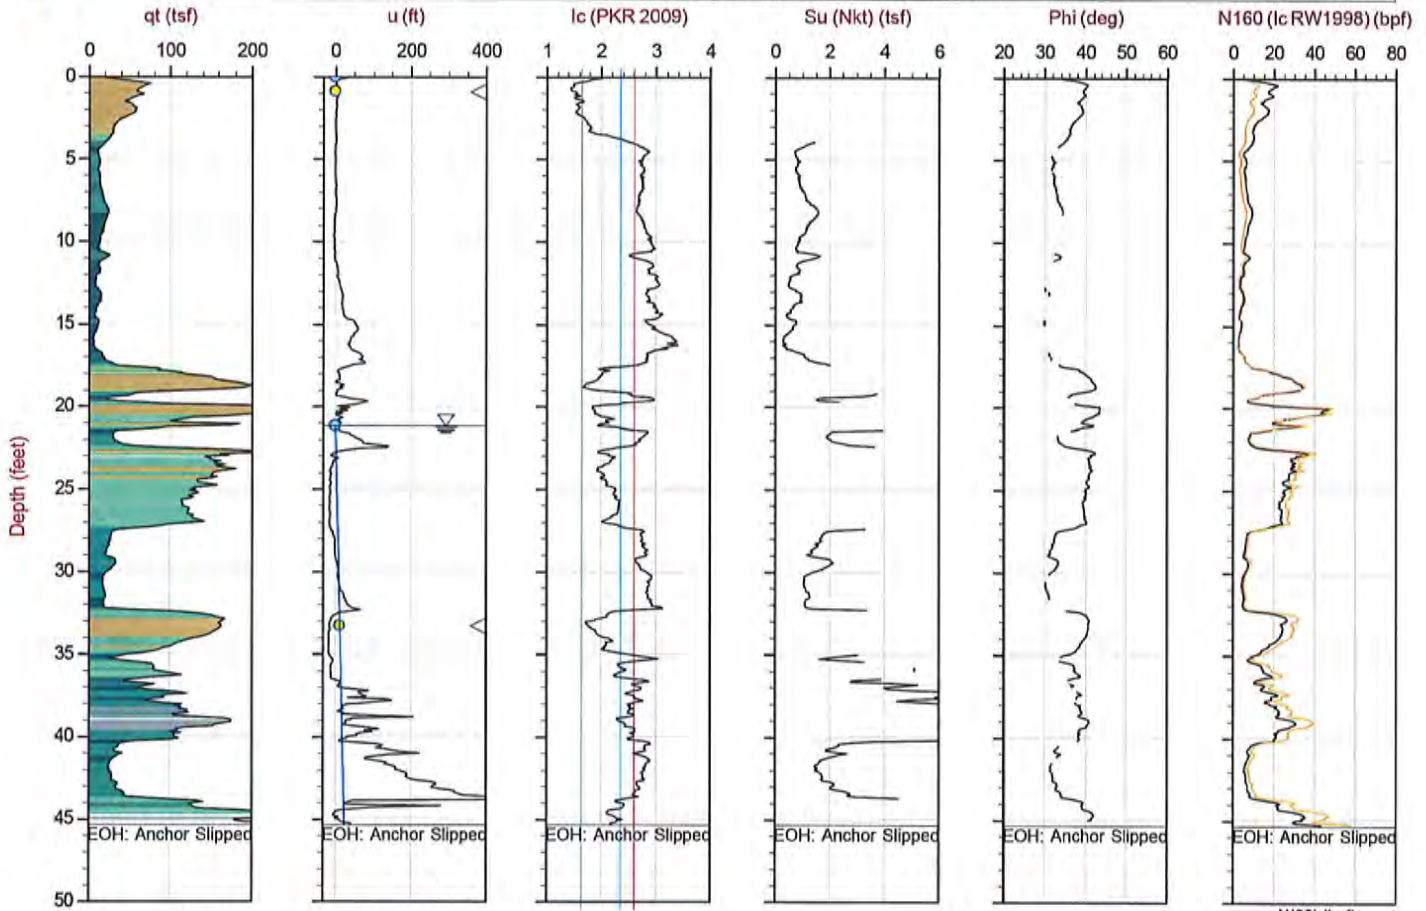 qt (tsf) u (ft) Ic (PKR 2009) Su (Nkt) (tsf) Phi (deg) N160 (Ic RW1998) (bpf)
0 100 200 0 200 400 1 2 3 4 0 2 4 6 20 30 40 50 60 0 20 40 60 80
0
5
10
15
20
25
30
35
40
45
50
Depth (feet)
EOH: Anchor Slipped EOH: Anchor Slipped EOH: Anchor Slipped EOH: Anchor Slipped EOH: Anchor Slipped EOH: Anchor Slipped